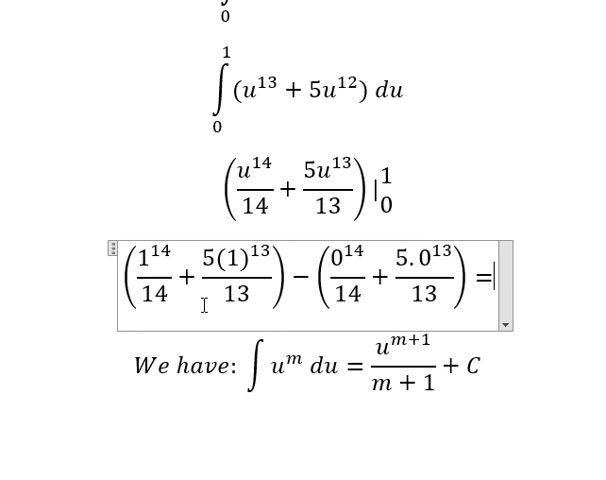 0
∫₀¹ (u¹³ + 5u¹²) du
(u¹⁴/14 + 5u¹³/13) |₀¹
(1¹⁴/14 + 5(1)¹³/13) − (0¹⁴/14 + 5.0¹³/13) =
We have: ∫ uᵐ du = uᵐ⁺¹/(m + 1) + C